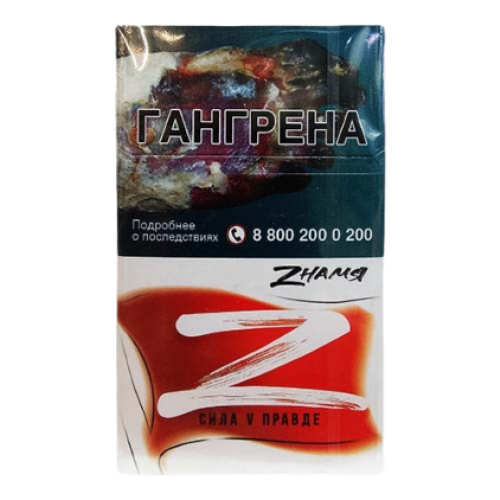 ГАНГРЕНА
Подробнее
о последствиях
8 800 200 0 200
ZНАМЯ
Z
СИЛА V ПРАВДЕ